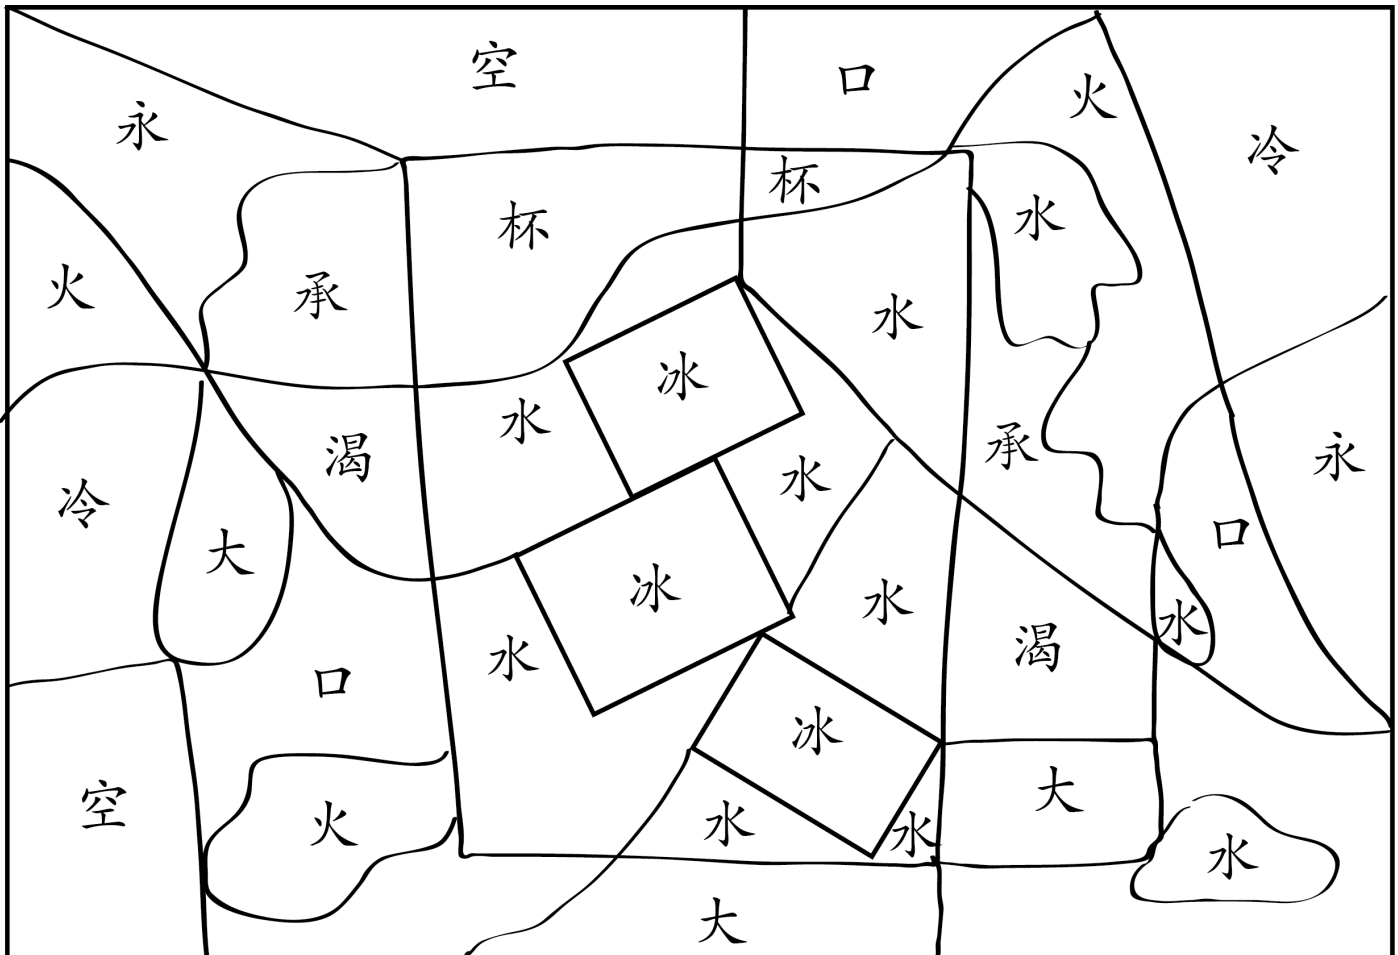 空
口
火
永
冷
杯
杯
水
火
承
水
冰
水
承
永
渴
水
冷
水
口
大
冰
水
水
渴
水
口
冰
大
空
火
水
水
水
大